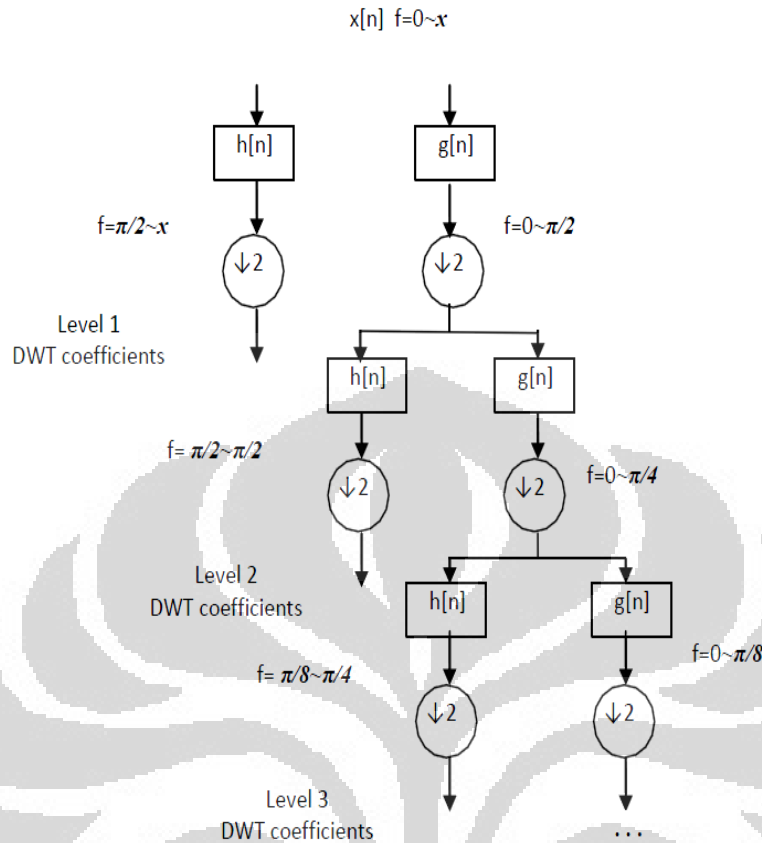 x[n] f=0~x
h[n] g[n]
f=π/2~x f=0~π/2
↓2 ↓2
Level 1
DWT coefficients
h[n] g[n]
f= π/2~π/2 f=0~π/4
↓2 ↓2
Level 2
DWT coefficients
h[n] g[n]
f=0~π/8
f= π/8~π/4
↓2 ↓2
Level 3
DWT coefficients ...